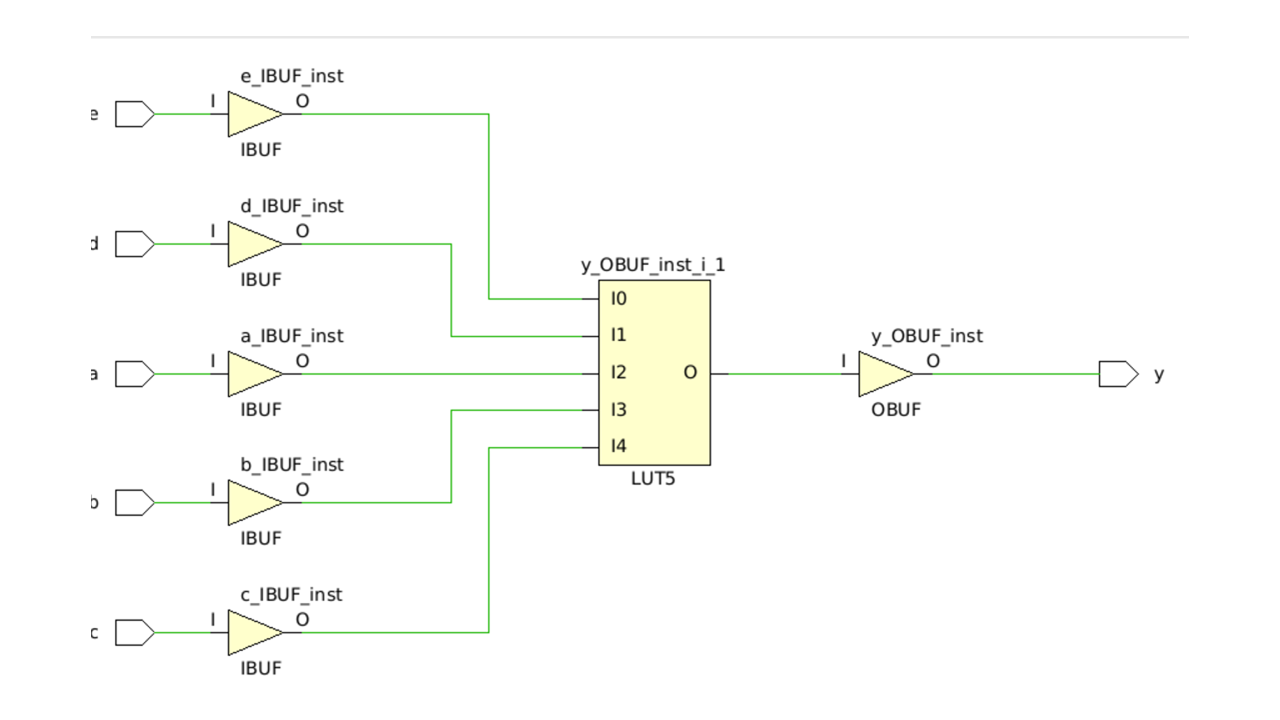 e_IBUF_inst
e I O
IBUF
d_IBUF_inst
d I O
IBUF
y_OBUF_inst_i_1
I0
I1
a_IBUF_inst
a I O
IBUF
I2 O
I3
I4
LUT5
y_OBUF_inst
I O
y
OBUF
b_IBUF_inst
b I O
IBUF
c_IBUF_inst
c I O
IBUF